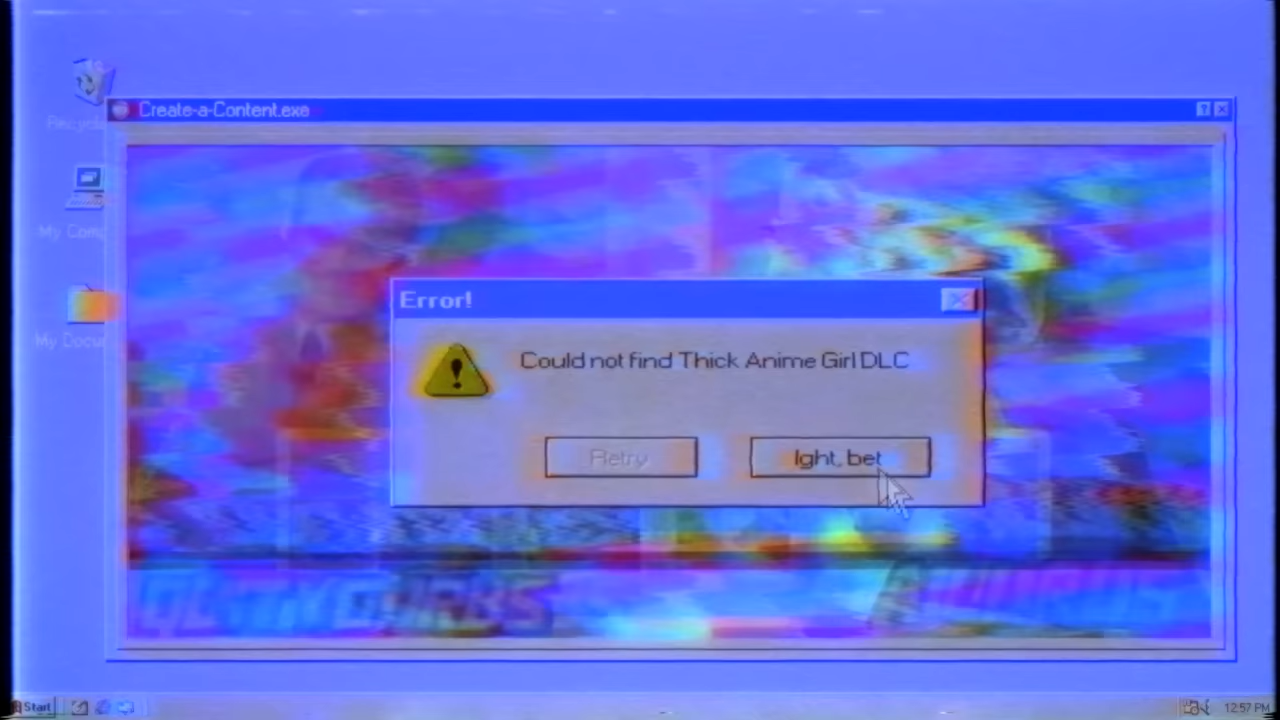 Create-a-Content.exe
Error!
Could not find Thick Anime Girl DLC
Retry
Ight, bet
Start
12:57 PM